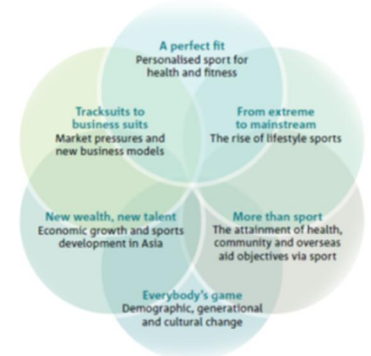 A perfect fit
Personalised sport for
health and fitness
Tracksuits to
business suits
Market pressures and
new business models
From extreme
to mainstream
The rise of lifestyle sports
New wealth, new talent
Economic growth and sports
development in Asia
More than sport
The attainment of health,
community and overseas
aid objectives via sport
Everybody's game
Demographic, generational
and cultural change